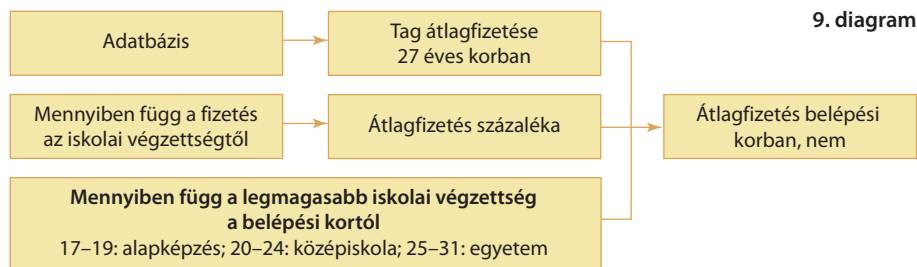 9. diagram
Adatbázis
Tag átlagfizetése
27 éves korban
Mennyiben függ a fizetés
az iskolai végzettségtől
Átlagfizetés százaléka
Átlagfizetés belépési
korban, nem
Mennyiben függ a legmagasabb iskolai végzettség
a belépési kortól
17–19: alapképzés; 20–24: középiskola; 25–31: egyetem